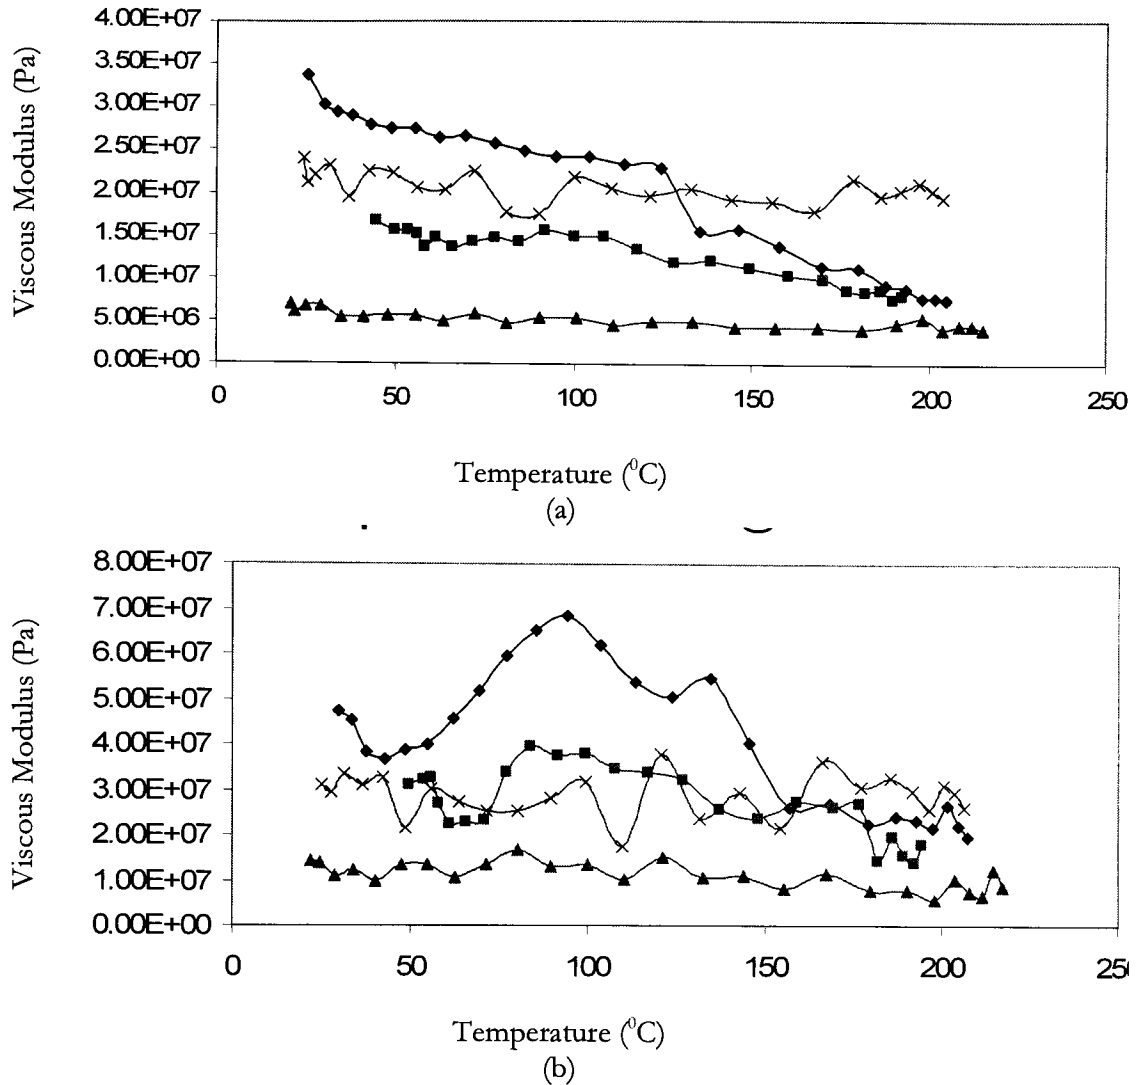 4.00E+07
3.50E+07
3.00E+07
2.50E+07
2.00E+07
1.50E+07
1.00E+07
5.00E+06
0.00E+00
Viscous Modulus (Pa)
0 50 100 150 200 250
Temperature (⁰C)
(a)
8.00E+07
7.00E+07
6.00E+07
5.00E+07
4.00E+07
3.00E+07
2.00E+07
1.00E+07
0.00E+00
Viscous Modulus (Pa)
0 50 100 150 200
Temperature (⁰C)
(b)